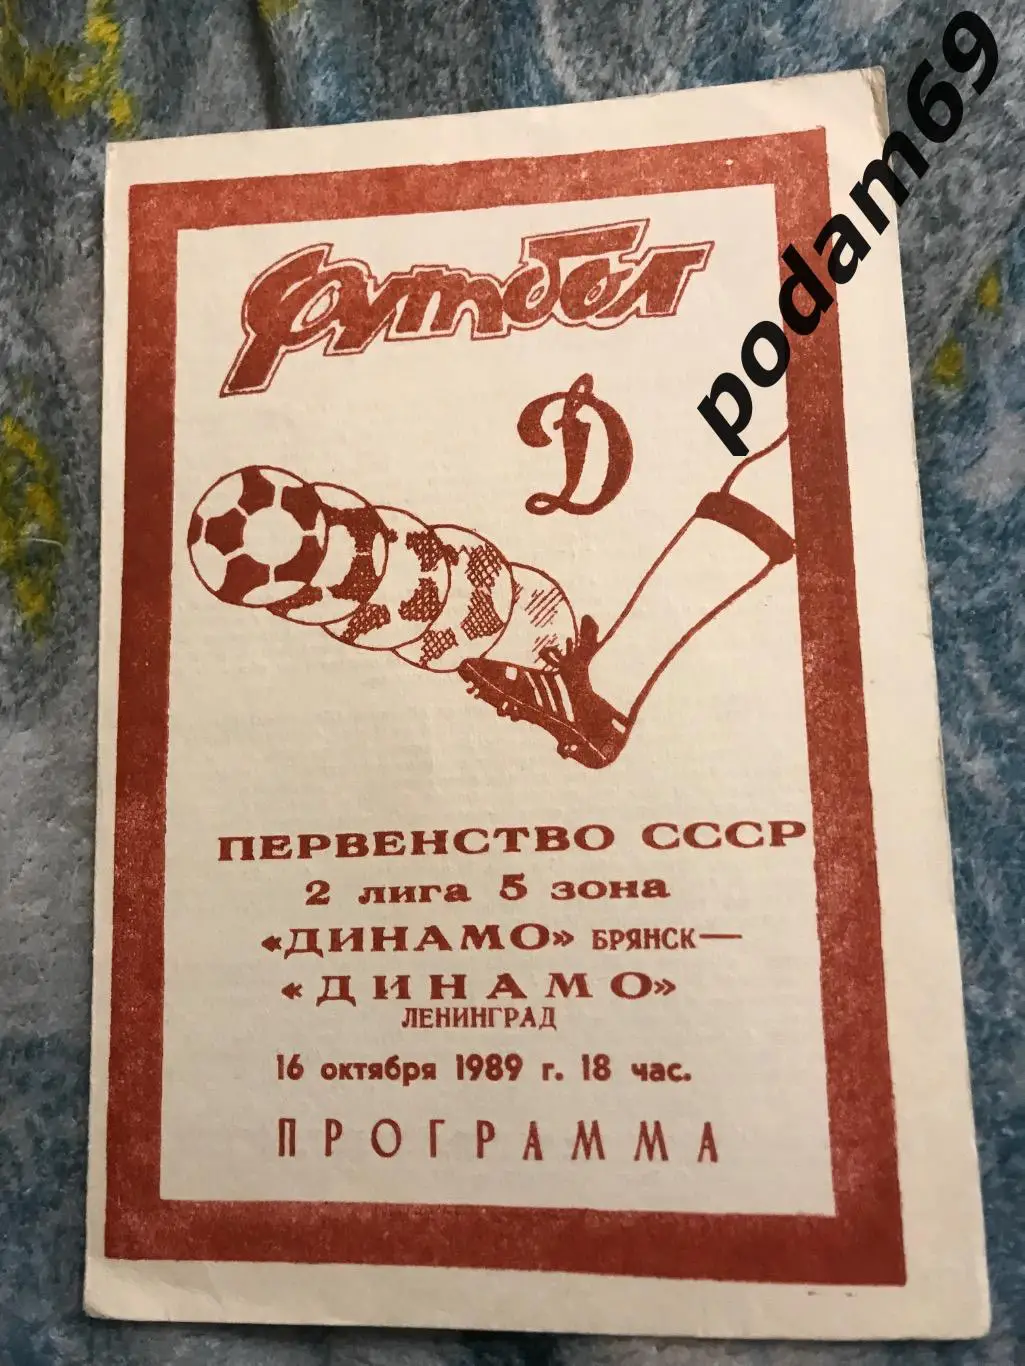 podam69
Футбол
Д
ПЕРВЕНСТВО СССР
2 лига 5 зона
«ДИНАМО» БРЯНСК—
«ДИНАМО»
ЛЕНИНГРАД
16 октября 1989 г. 18 час.
ПРОГРАММА